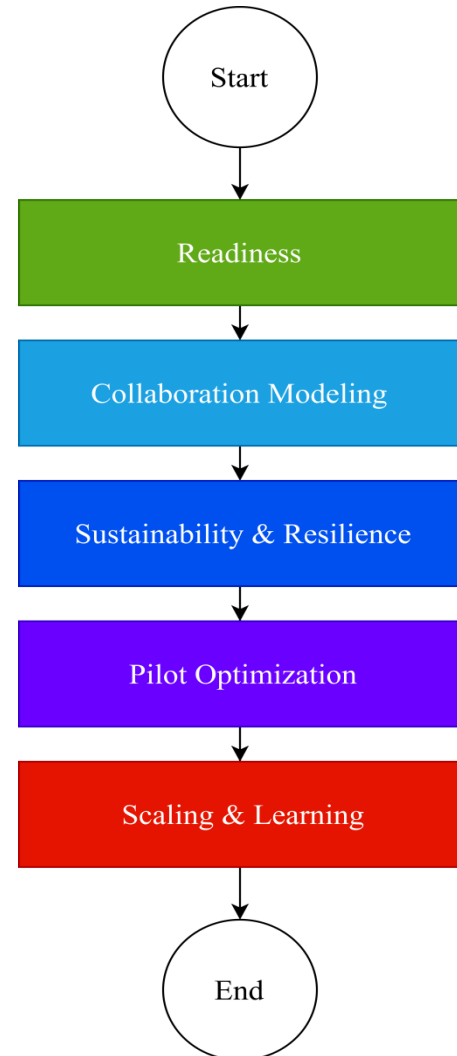 Start
Readiness
Collaboration Modeling
Sustainability & Resilience
Pilot Optimization
Scaling & Learning
End